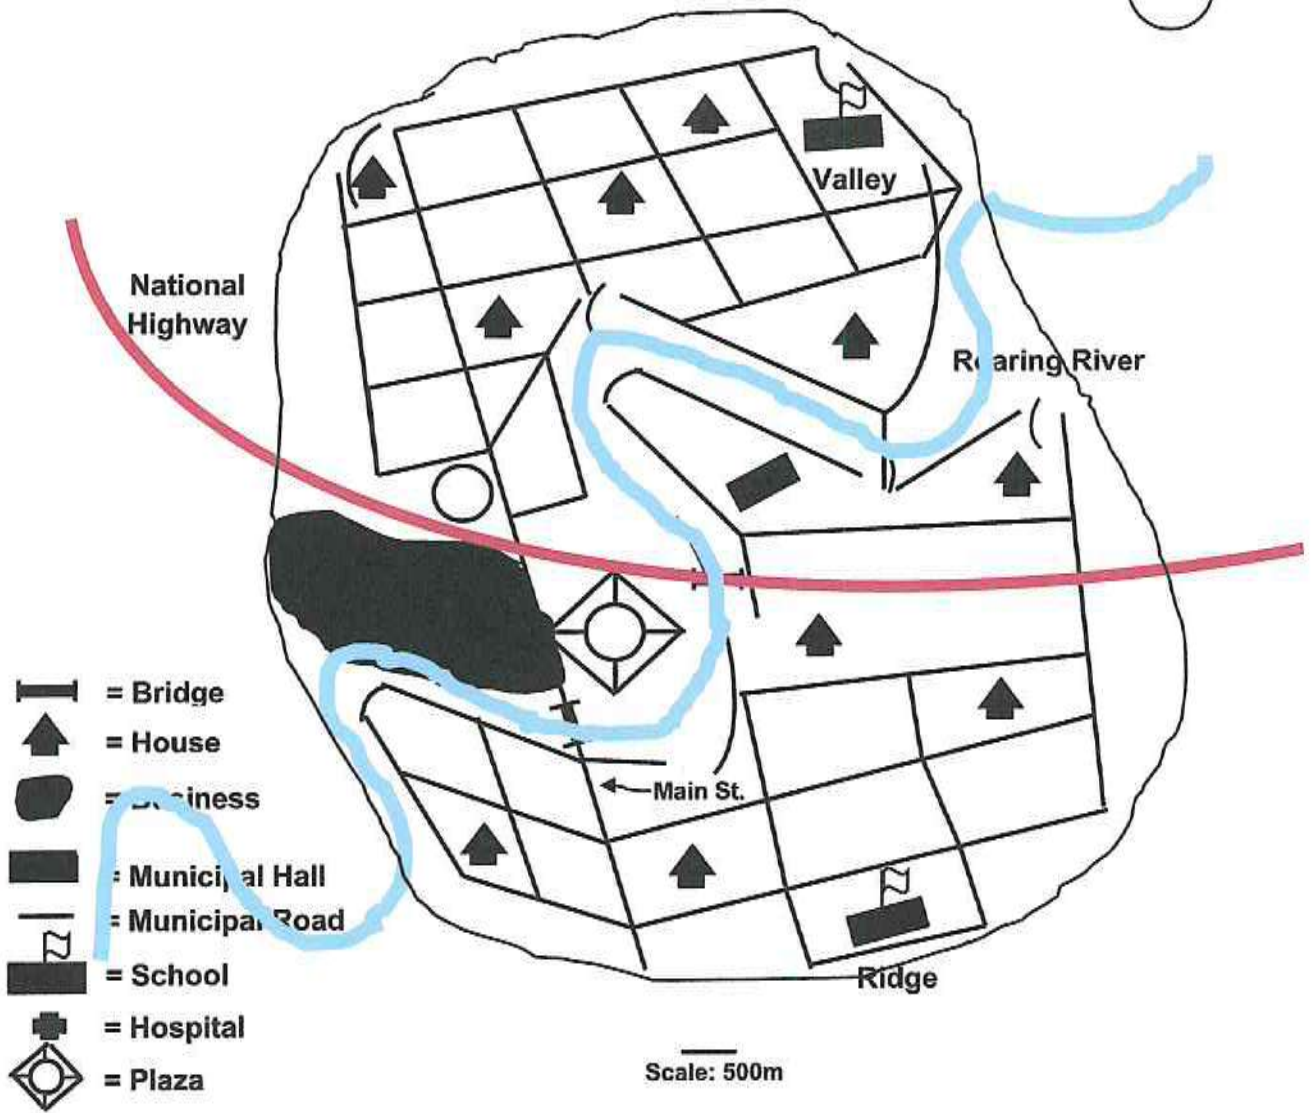 Valley
National
Highway
Roaring River
= Bridge
= House
= Business
Main St.
= Municipal Hall
= Municipal Road
= School
Ridge
= Hospital
= Plaza
Scale: 500m